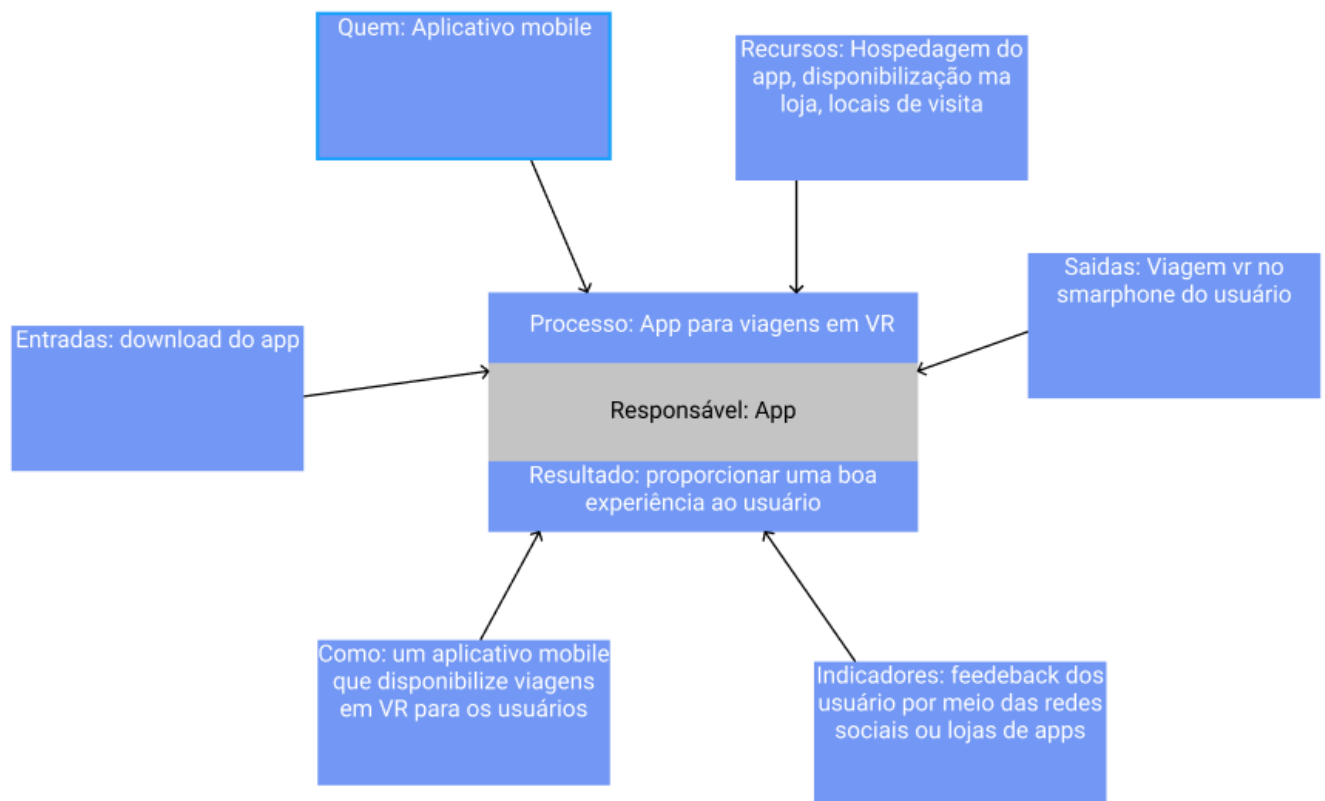 Quem: Aplicativo mobile
Recursos: Hospedagem do
app, disponibilização ma
loja, locais de visita
Saidas: Viagem vr no
smarphone do usuário
Entradas: download do app
Processo: App para viagens em VR
Responsável: App
Resultado: proporcionar uma boa
experiência ao usuário
Como: um aplicativo mobile
que disponibilize viagens
em VR para os usuários
Indicadores: feedeback dos
usuário por meio das redes
sociais ou lojas de apps